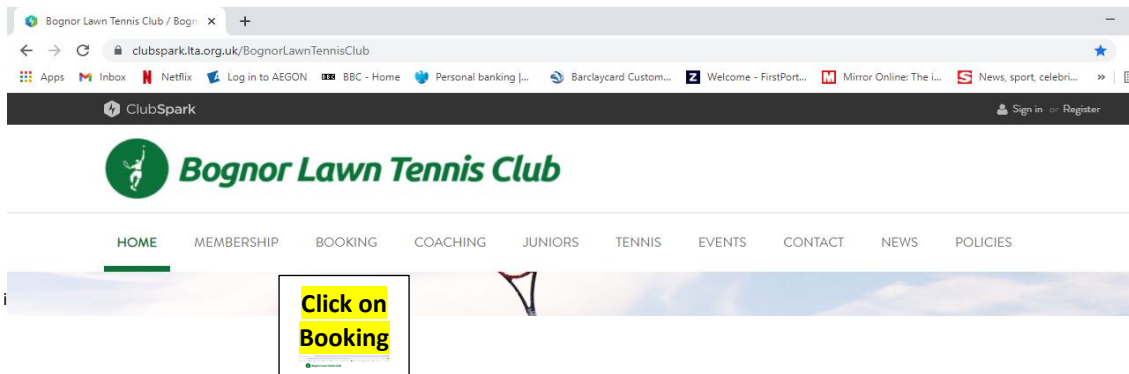 Bognor Lawn Tennis Club / Bogn
clubspark.lta.org.uk/BognorLawnTennisClub
Apps Inbox Netflix Log in to AEGON BBC - Home Personal banking |... Barclaycard Custom... Welcome - FirstPort... Mirror Online: The i... News, sport, celebri... »
ClubSpark Sign in or Register
Bognor Lawn Tennis Club
HOME MEMBERSHIP BOOKING COACHING JUNIORS TENNIS EVENTS CONTACT NEWS POLICIES
i
Click on
Booking